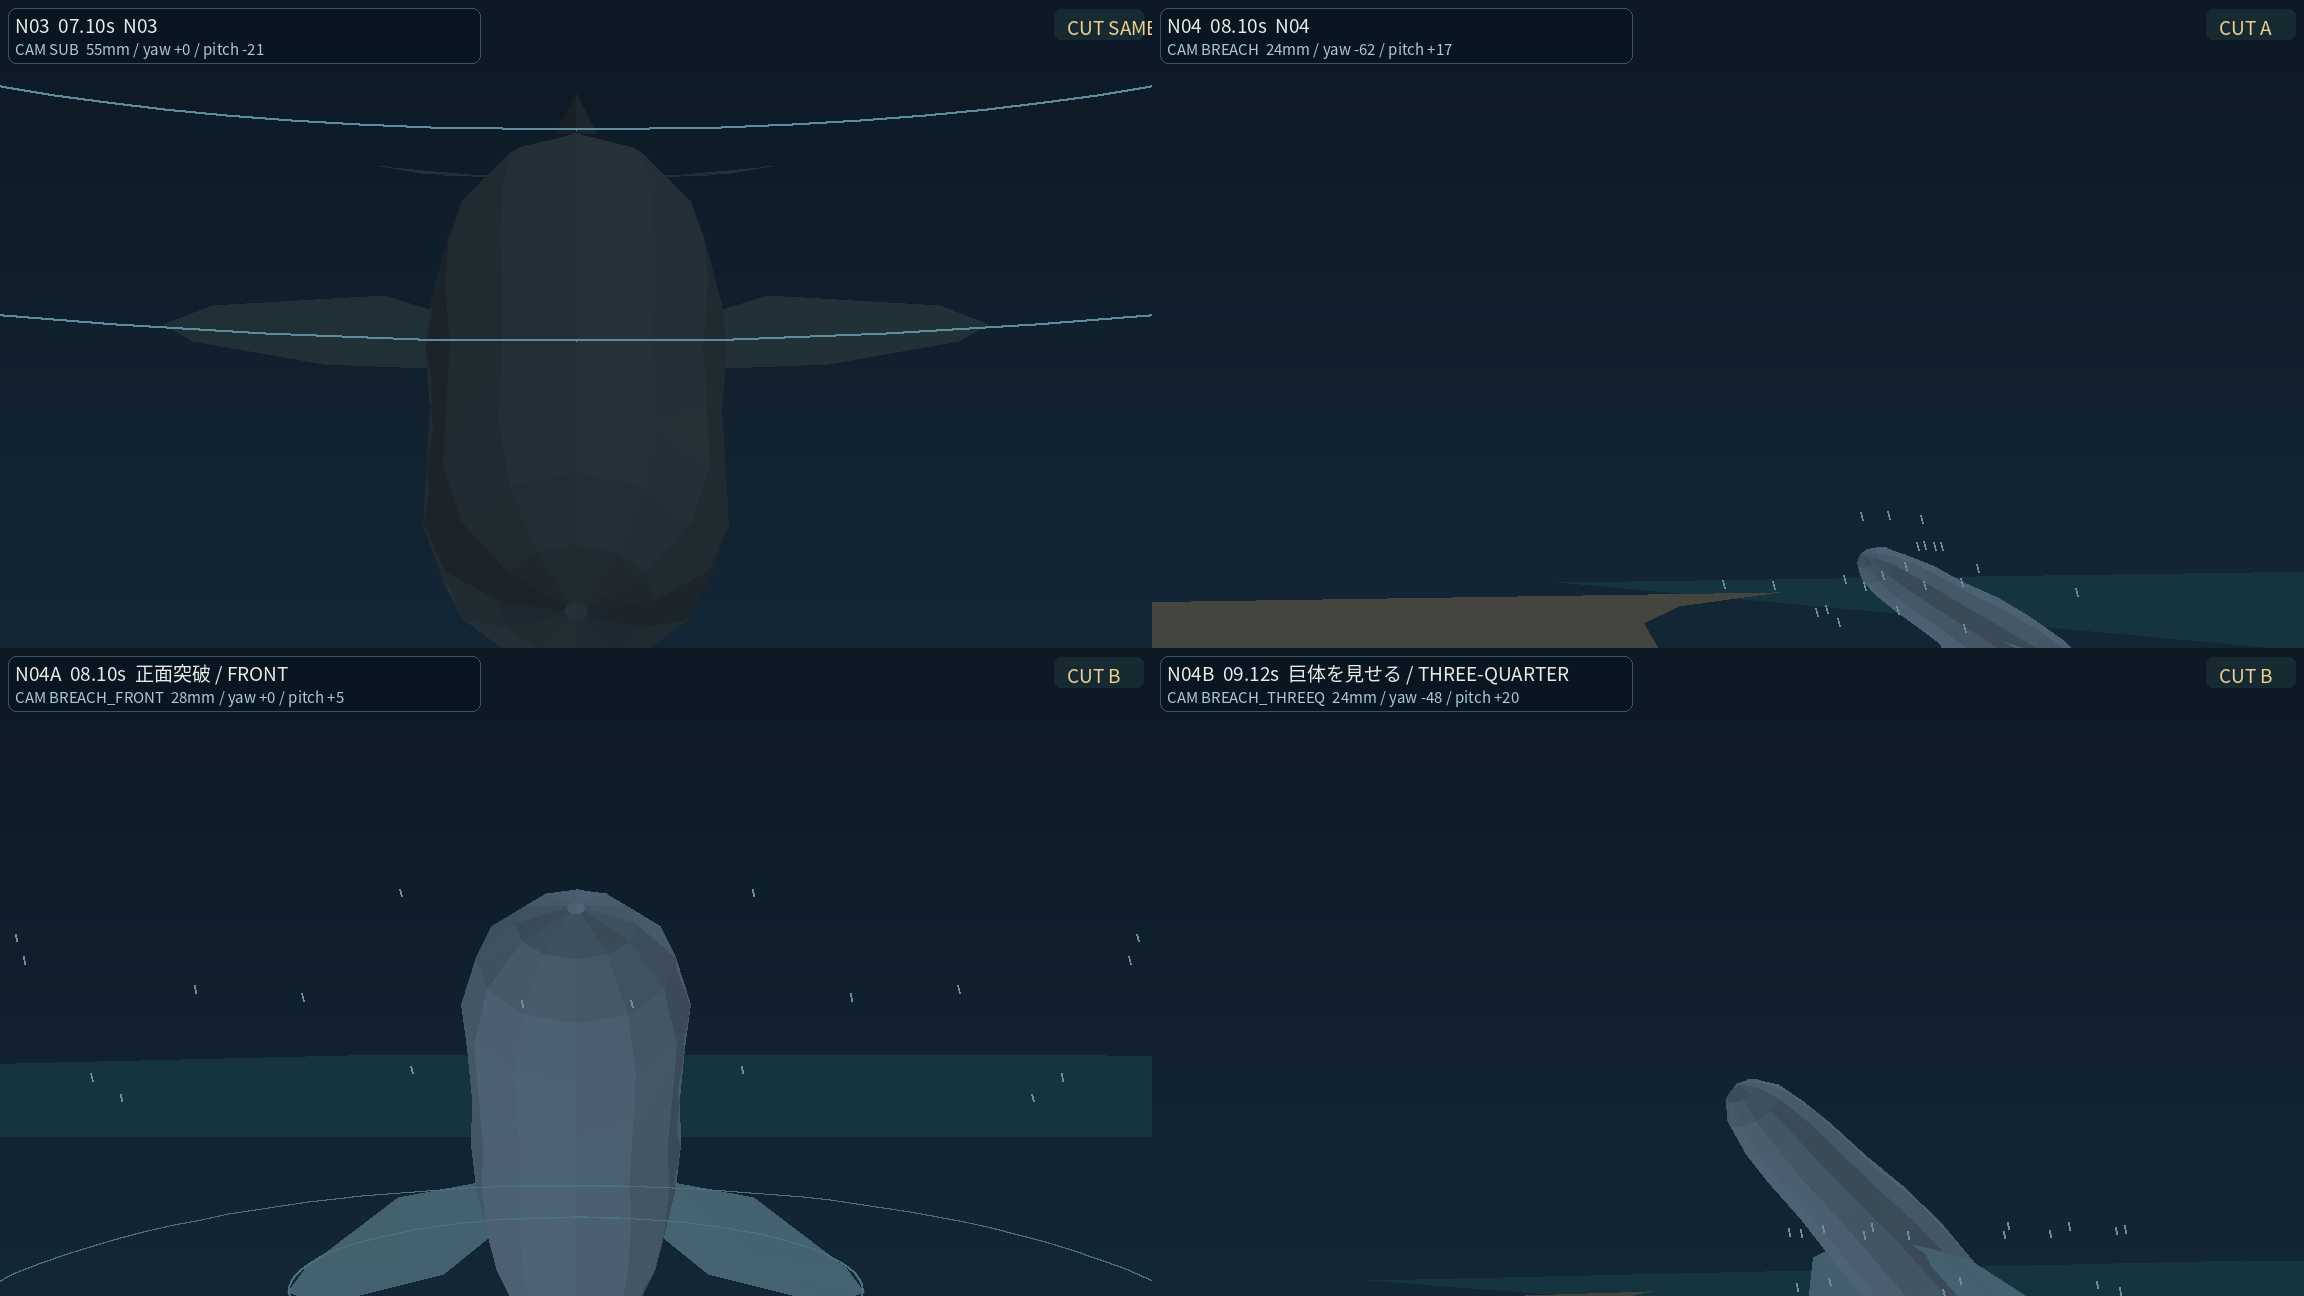 N03 07.10s N03
CAM SUB 55mm / yaw +0 / pitch -21
CUT SAME
N04 08.10s N04
CAM BREACH 24mm / yaw -62 / pitch +17
CUT A
N04A 08.10s 正面突破 / FRONT
CAM BREACH_FRONT 28mm / yaw +0 / pitch +5
CUT B
N04B 09.12s 巨体を見せる / THREE-QUARTER
CAM BREACH_THREEQ 24mm / yaw -48 / pitch +20
CUT B